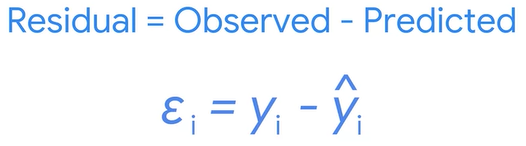 Residual = Observed - Predicted
εᵢ = yᵢ - ŷᵢ